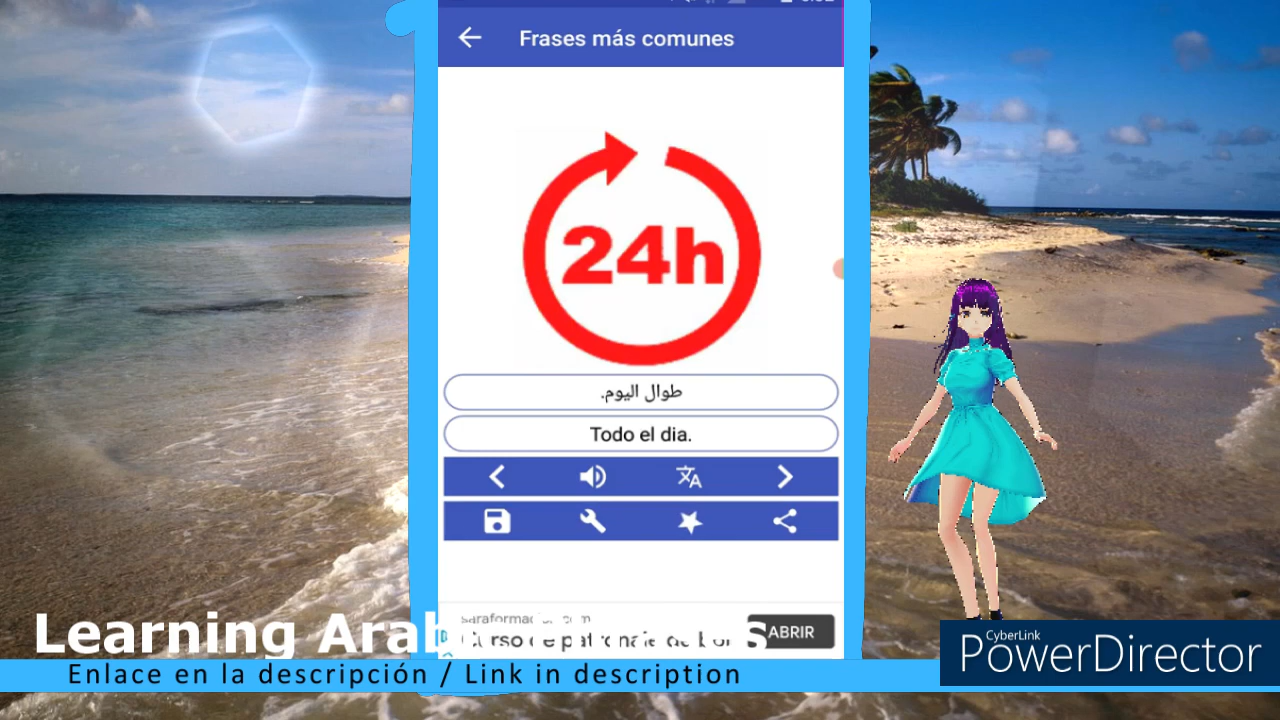 Frases más comunes
24h
طوال اليوم.
Todo el dia.
ABRIR
Learning Arab
Enlace en la descripción / Link in description
CyberLink
PowerDirector